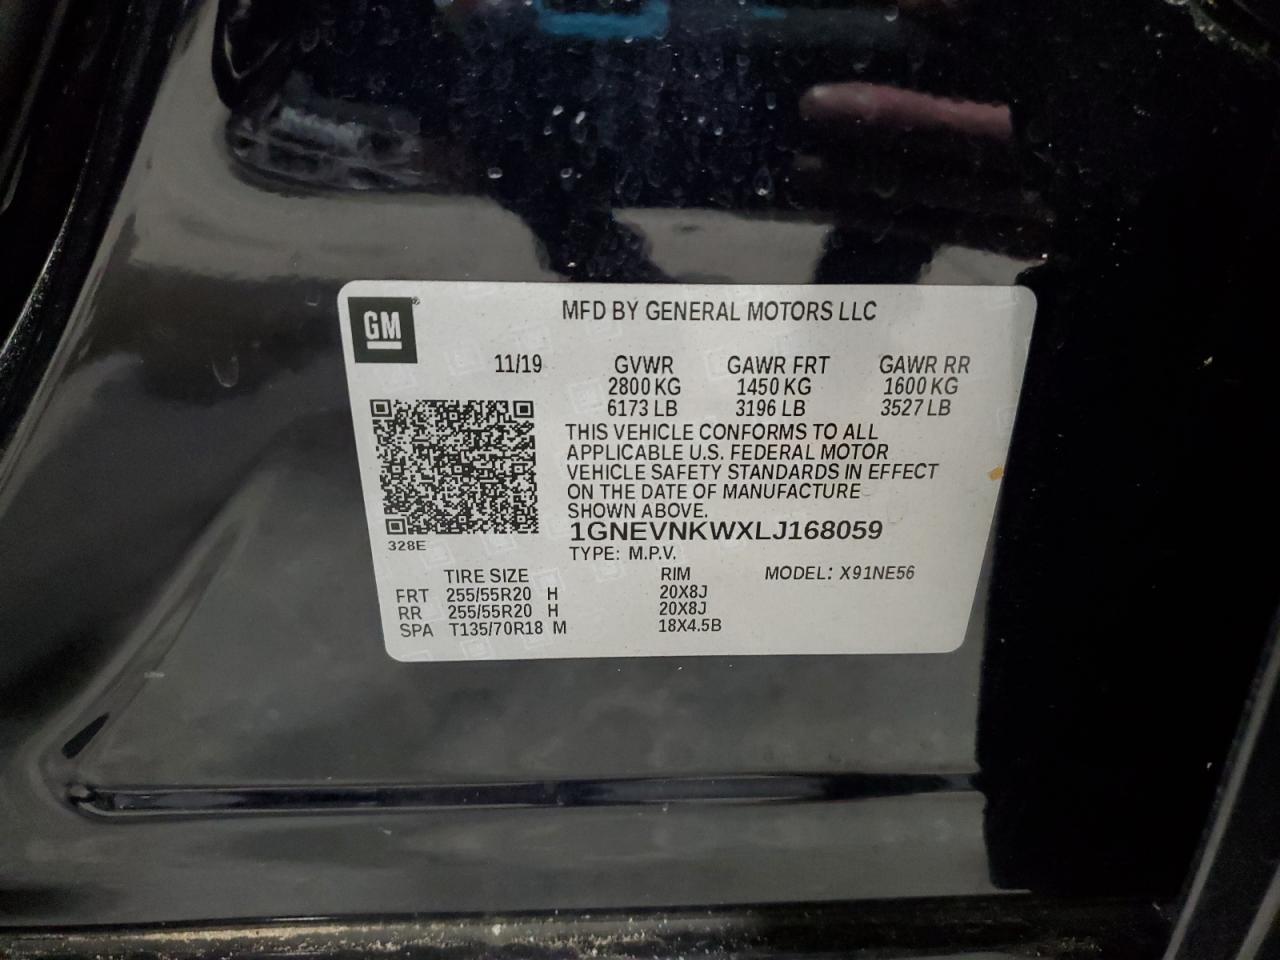 MFD BY GENERAL MOTORS LLC
GM®
11/19 GVWR GAWR FRT GAWR RR
2800 KG 1450 KG 1600 KG
6173 LB 3196 LB 3527 LB
THIS VEHICLE CONFORMS TO ALL
APPLICABLE U.S. FEDERAL MOTOR
VEHICLE SAFETY STANDARDS IN EFFECT
ON THE DATE OF MANUFACTURE
SHOWN ABOVE.
1GNEVNKWXLJ168059
328E
TYPE: M.P.V.
TIRE SIZE RIM MODEL: X91NE56
FRT 255/55R20 H 20X8J
RR 255/55R20 H 20X8J
SPA T135/70R18 M 18X4.5B